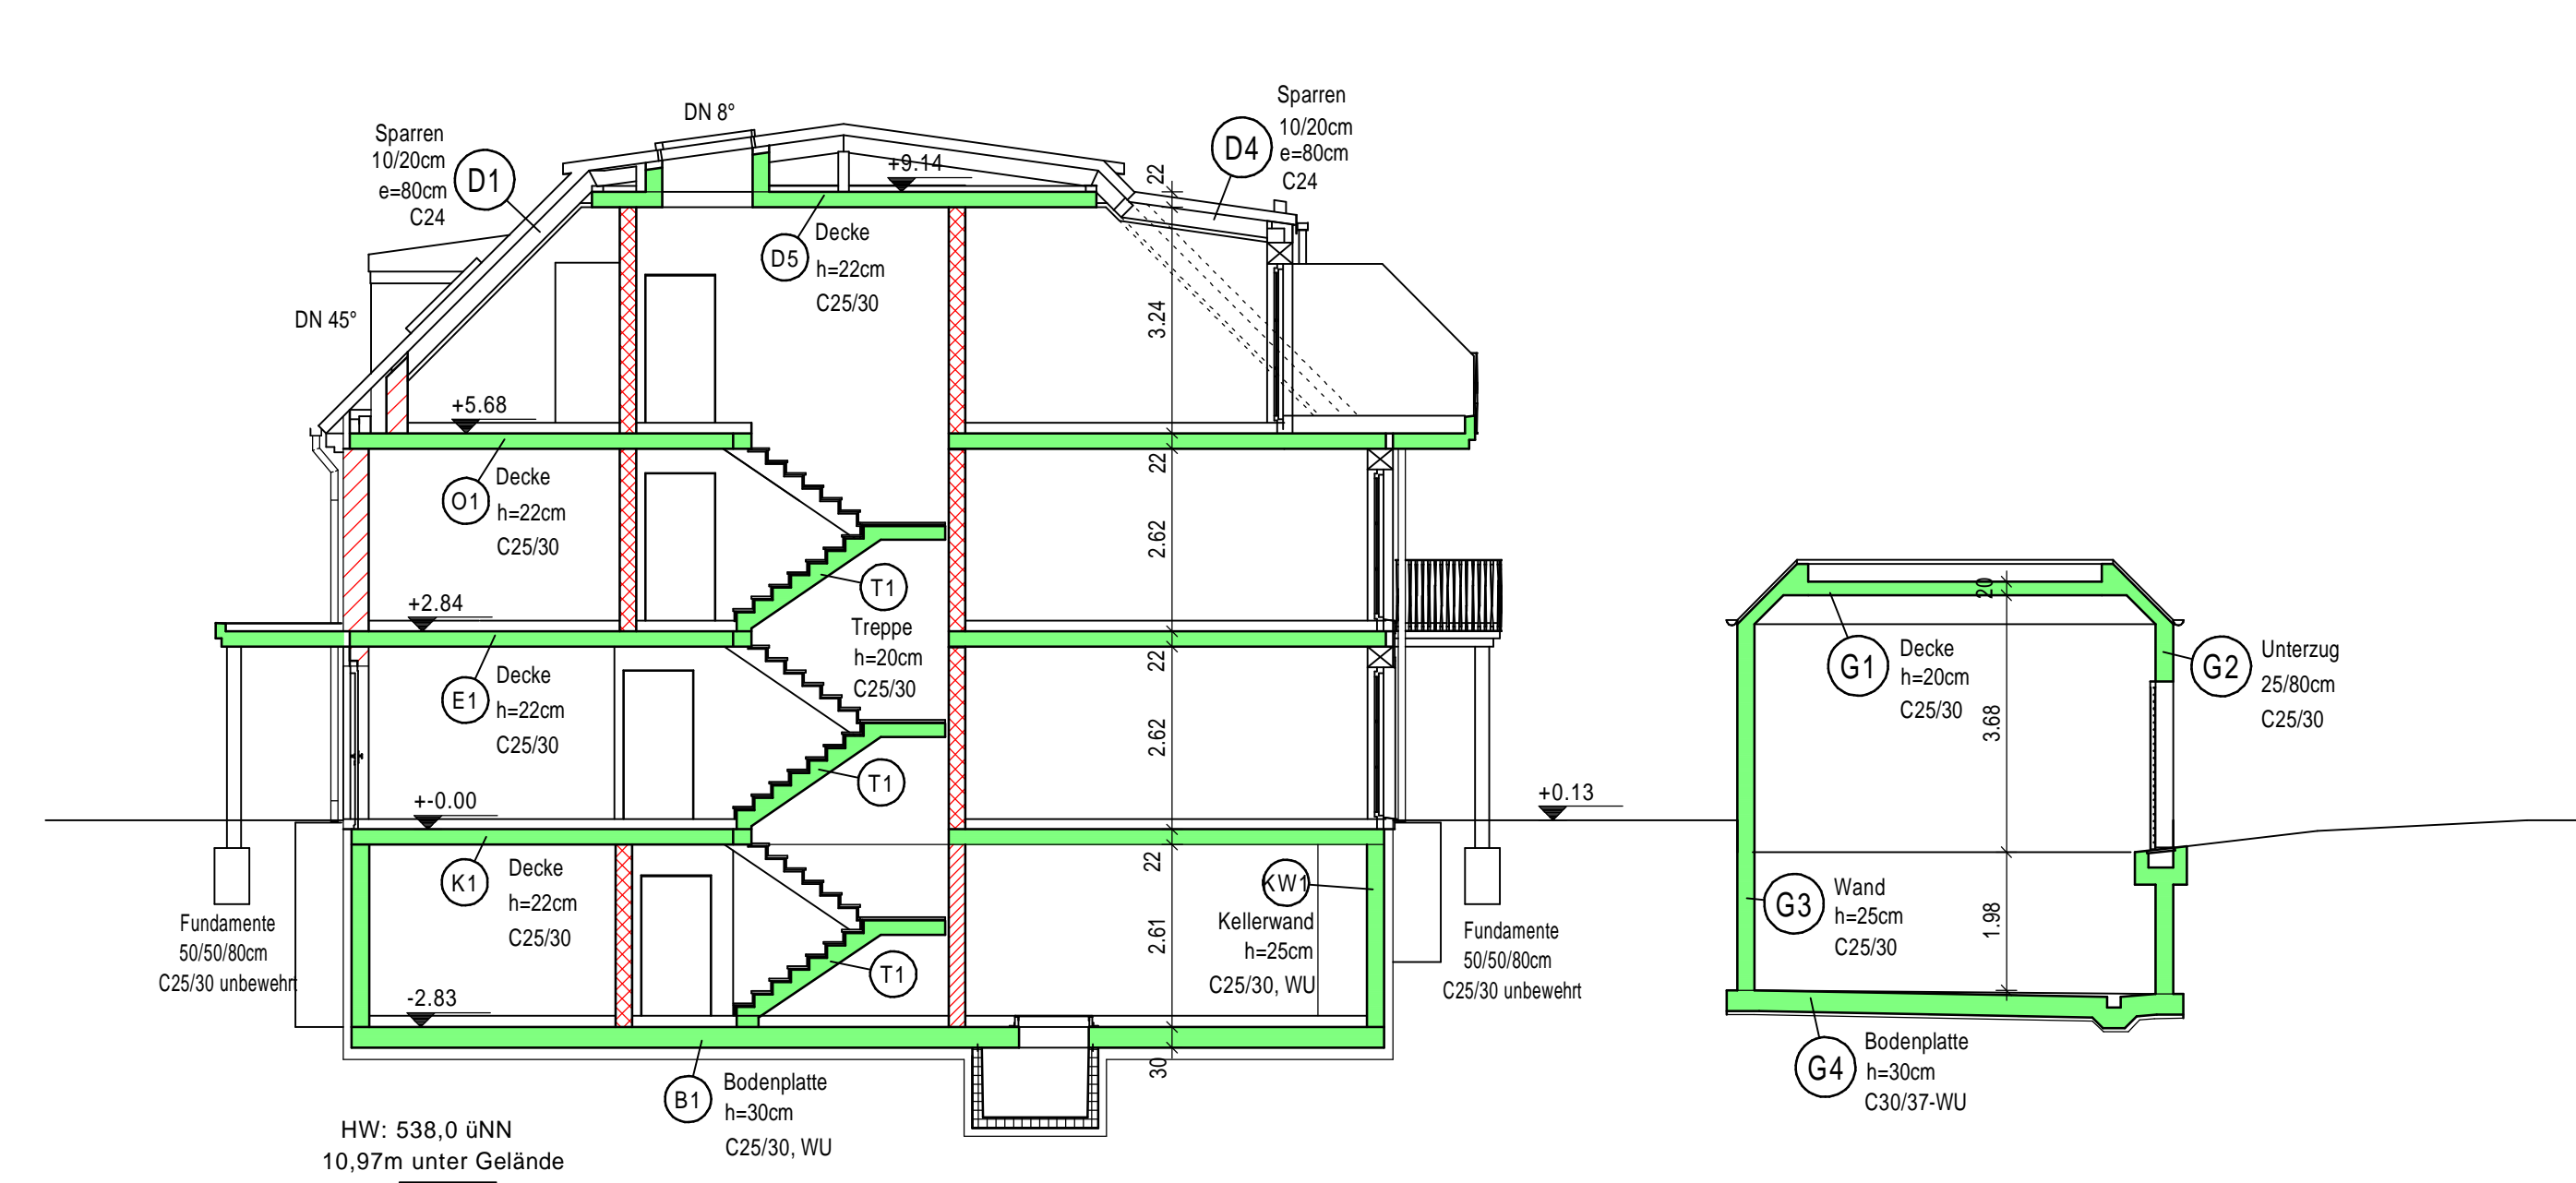 DN 8°
Sparren
10/20cm
e=80cm
C24
D1
Sparren
10/20cm
e=80cm
C24
D4
+9.14
22
Decke
h=22cm
C25/30
D5
DN 45°
3.24
+5.68
Decke
h=22cm
C25/30
O1
22
2.62
T1
Treppe
h=20cm
C25/30
+2.84
Decke
h=22cm
C25/30
E1
22
2.62
T1
+-0.00
+0.13
Decke
h=22cm
C25/30
K1
22
2.61
KW1
Kellerwand
h=25cm
C25/30, WU
T1
Fundamente
50/50/80cm
C25/30 unbewehrt
Fundamente
50/50/80cm
C25/30 unbewehrt
-2.83
30
B1
Bodenplatte
h=30cm
C25/30, WU
HW: 538,0 üNN
10,97m unter Gelände
20
G1
Decke
h=20cm
C25/30
G2
Unterzug
25/80cm
C25/30
3.68
G3
Wand
h=25cm
C25/30
1.98
G4
Bodenplatte
h=30cm
C30/37-WU